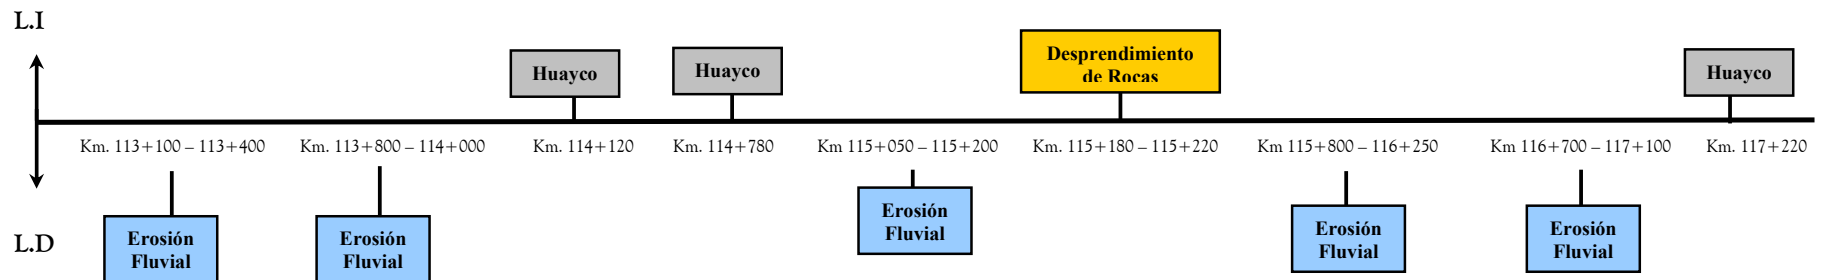 L.I
Huayco
Huayco
Desprendimiento
de Rocas
Huayco
Km. 113+100 – 113+400
Km. 113+800 – 114+000
Km. 114+120
Km. 114+780
Km 115+050 – 115+200
Km. 115+180 – 115+220
Km 115+800 – 116+250
Km 116+700 – 117+100
Km. 117+220
L.D
Erosión
Fluvial
Erosión
Fluvial
Erosión
Fluvial
Erosión
Fluvial
Erosión
Fluvial